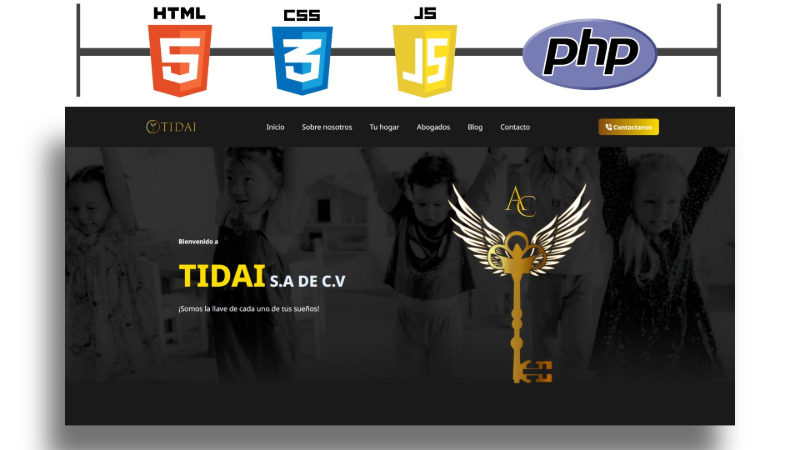 HTML CSS JS
5 3 JS php
TIDAI Inicio Sobre nosotros Tu hogar Abogados Blog Contacto Contactanos
AC
Bienvenido a
TIDAI S.A DE C.V
¡Somos la llave de cada uno de tus sueños!